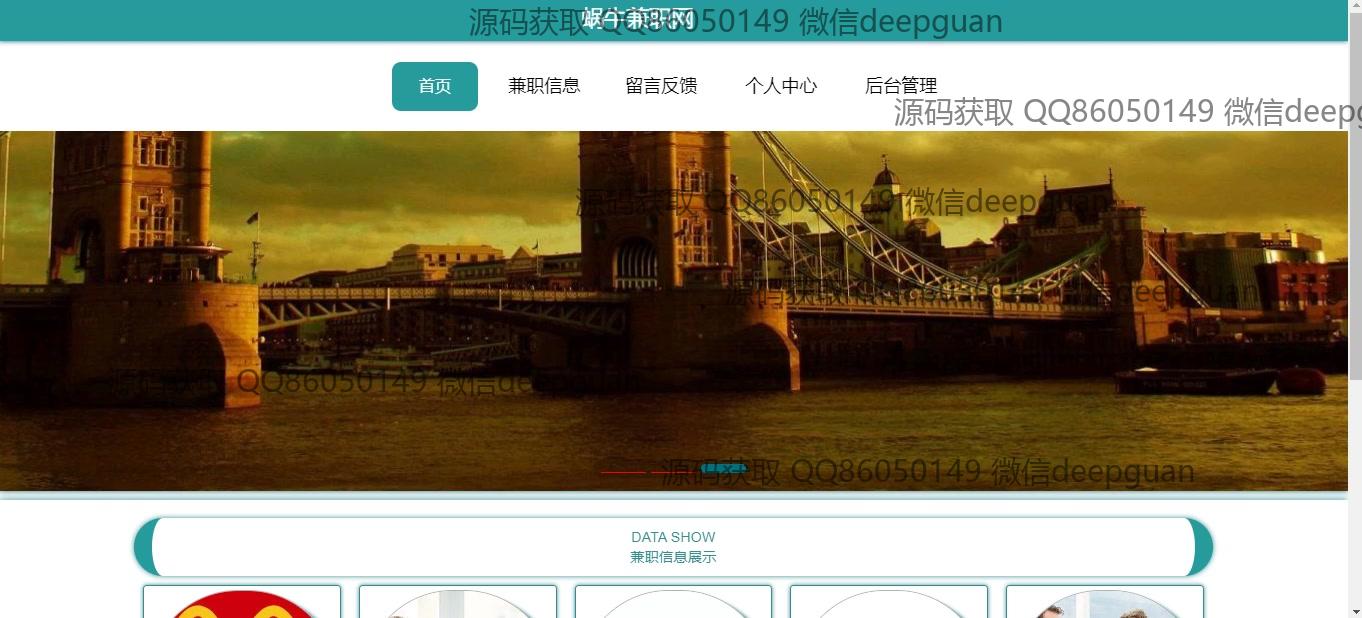 蜗牛兼职网
源码获取 QQ86050149 微信deepguan
首页
兼职信息
留言反馈
个人中心
后台管理
源码获取 QQ86050149 微信deepg
源码获取 QQ86050149 微信deepguan
源码获取 QQ86050149 微信deepguan
源码获取 QQ86050149 微信deepguan
源码获取 QQ86050149 微信deepguan
DATA SHOW
兼职信息展示